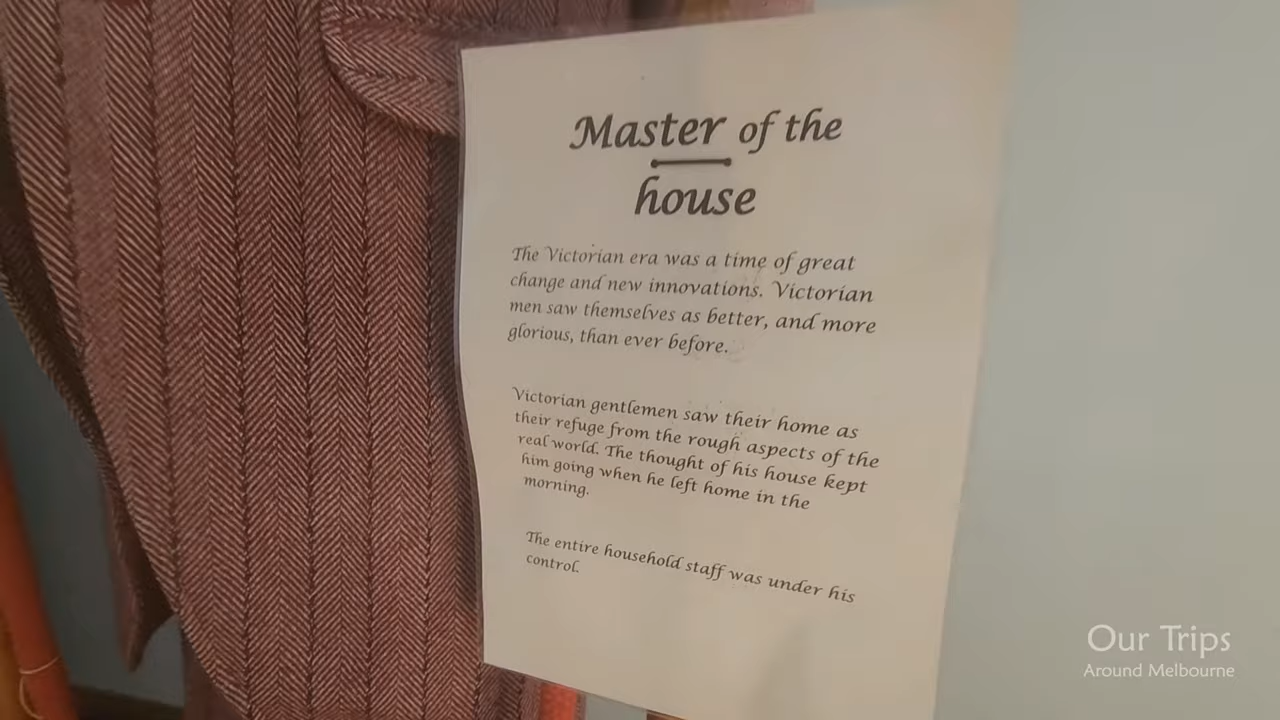 Master of the
house
The Victorian era was a time of great
change and new innovations. Victorian
men saw themselves as better, and more
glorious, than ever before.
Victorian gentlemen saw their home as
their refuge from the rough aspects of the
real world. The thought of his house kept
him going when he left home in the
morning.
The entire household staff was under his
control.
Our Trips
Around Melbourne